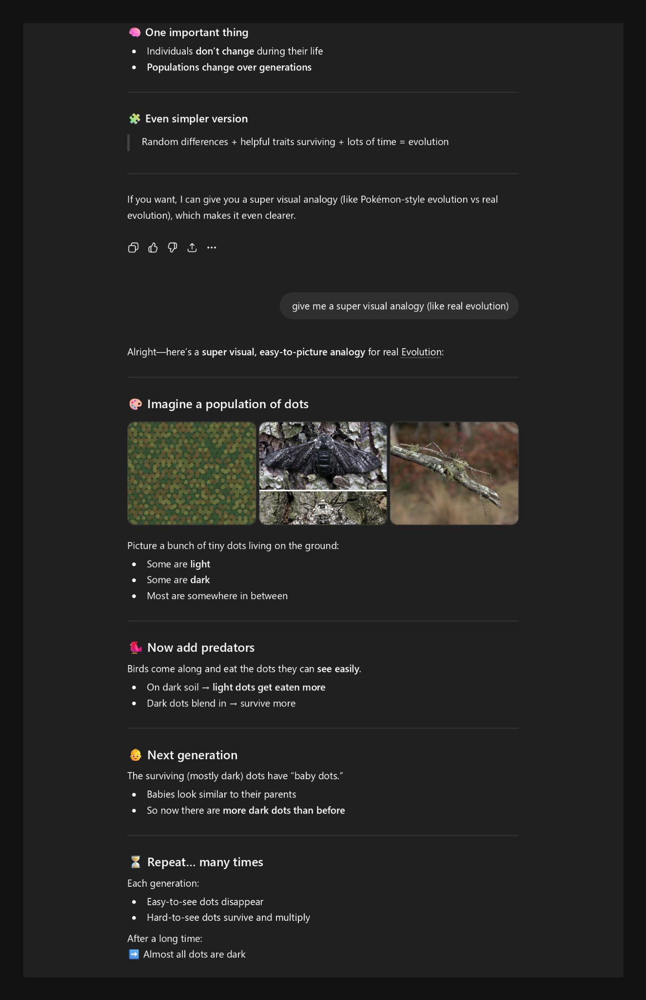 🧠 One important thing
• Individuals don’t change during their life
• Populations change over generations
🧩 Even simpler version
Random differences + helpful traits surviving + lots of time = evolution
If you want, I can give you a super visual analogy (like Pokémon-style evolution vs real
evolution), which makes it even clearer.
give me a super visual analogy (like real evolution)
Alright—here’s a super visual, easy-to-picture analogy for real Evolution:
🎨 Imagine a population of dots
Picture a bunch of tiny dots living on the ground:
• Some are light
• Some are dark
• Most are somewhere in between
🐦 Now add predators
Birds come along and eat the dots they can see easily.
• On dark soil → light dots get eaten more
• Dark dots blend in → survive more
👶 Next generation
The surviving (mostly dark) dots have “baby dots.”
• Babies look similar to their parents
• So now there are more dark dots than before
⏳ Repeat… many times
Each generation:
• Easy-to-see dots disappear
• Hard-to-see dots survive and multiply
After a long time:
➡️ Almost all dots are dark